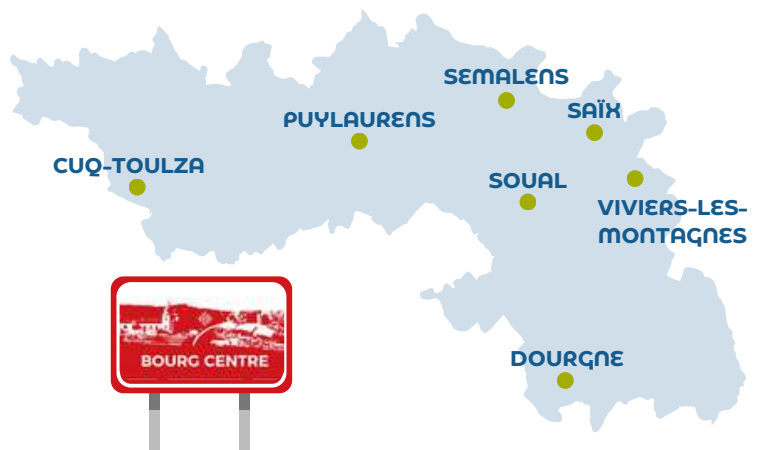 SEMALENS
SAÏX
PUYLAURENS
CUQ-TOULZA
SOUAL
VIVIERS-LES-
MONTAGNES
BOURG CENTRE
DOURGNE